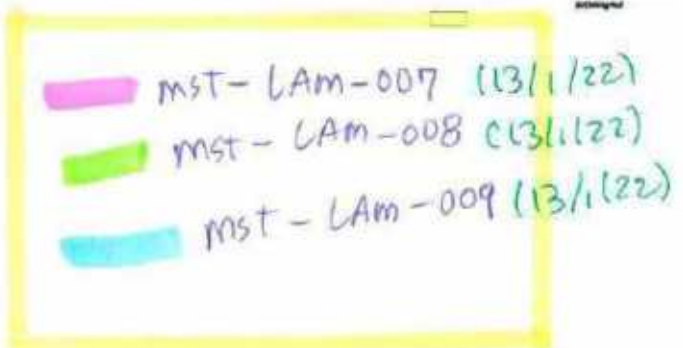 mst-LAm-007 (13/1/22)
mst - LAm-008 (13/1/22)
mst - LAm-009 (13/1/22)